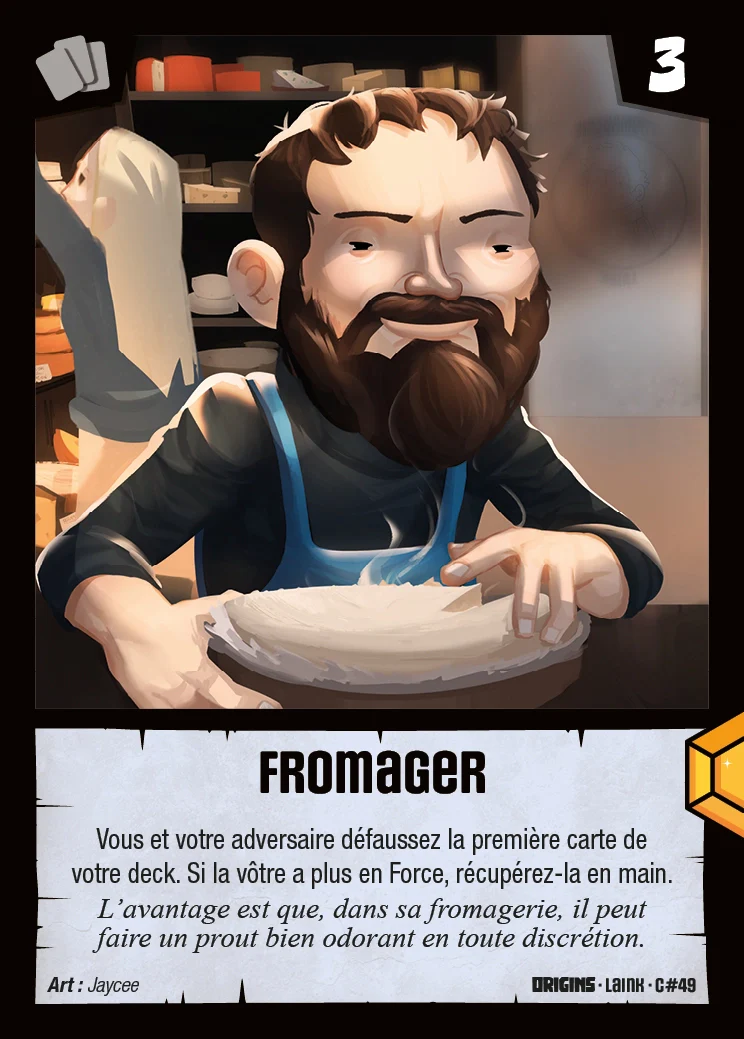 3
FROMAGER
Vous et votre adversaire défaussez la première carte de
votre deck. Si la vôtre a plus en Force, récupérez-la en main.
L'avantage est que, dans sa fromagerie, il peut
faire un prout bien odorant en toute discrétion.
Art : Jaycee
ORIGINS · LAINK · C#49